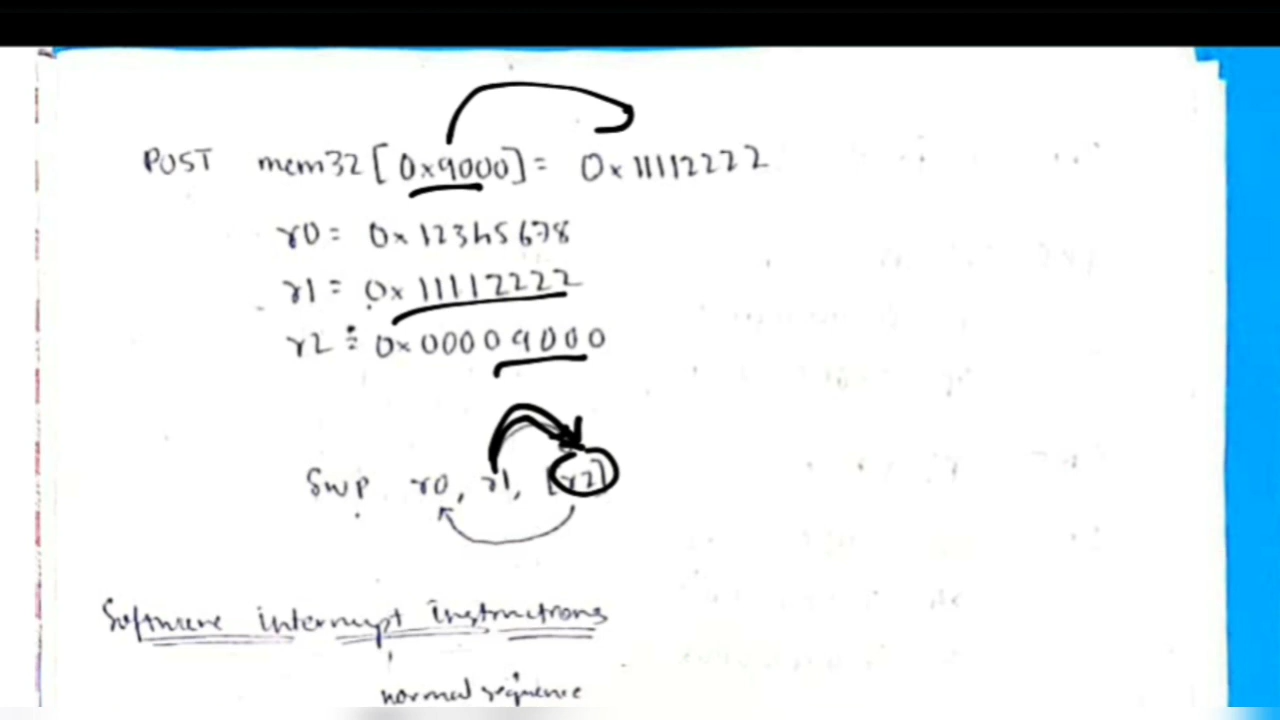 POST mem32 [0x9000] = 0x11112222
r0 = 0x12345678
r1 = 0x11112222
r2 = 0x00009000
Swp r0, r1, [r2]
Software interrupt instructions
normal sequence